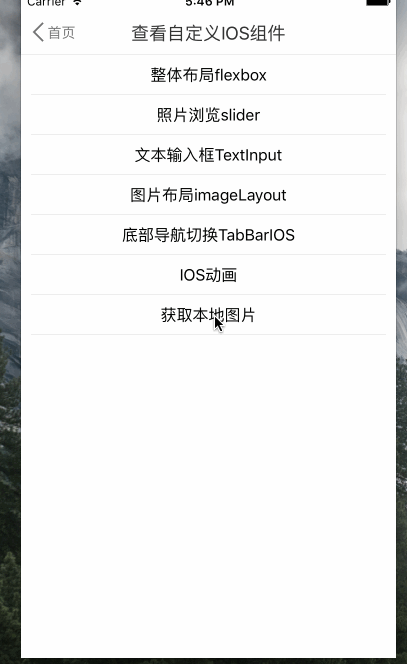 Carrier 5:46 PM
首页 查看自定义IOS组件
整体布局flexbox
照片浏览slider
文本输入框TextInput
图片布局imageLayout
底部导航切换TabBarIOS
IOS动画
获取本地图片